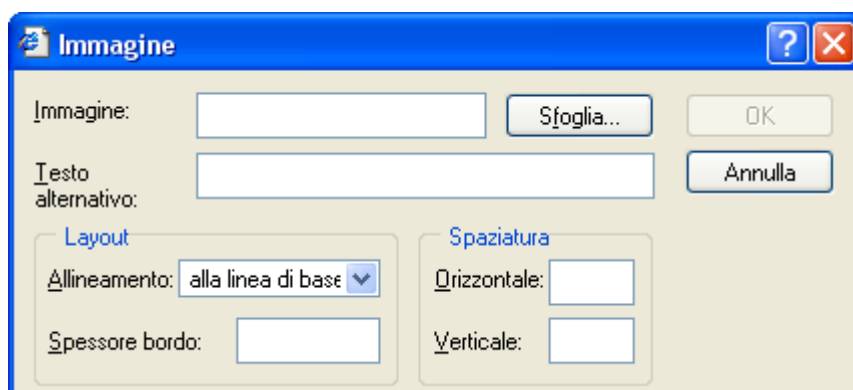 Immagine
Immagine:
Sfoglia...
OK
Testo
alternativo:
Annulla
Layout
Spaziatura
Allineamento:
alla linea di base
Orizzontale:
Spessore bordo:
Verticale: